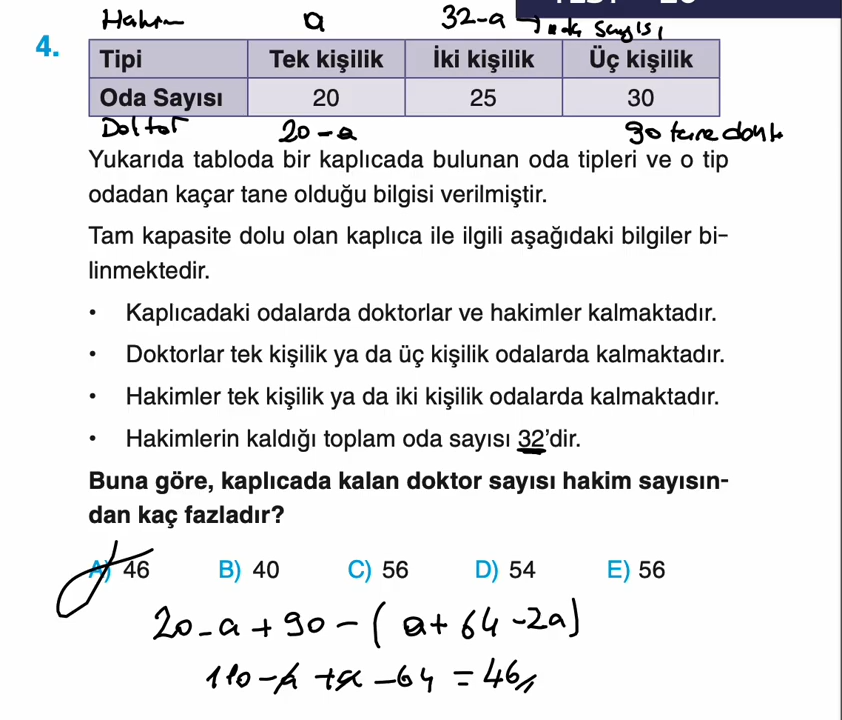 Hakim a 32-a → oda sayısı
4.
Tipi Tek kişilik İki kişilik Üç kişilik
Oda Sayısı 20 25 30
Doktor 20-a 90 tane dokt
Yukarıda tabloda bir kaplıcada bulunan oda tipleri ve o tip
odadan kaçar tane olduğu bilgisi verilmiştir.
Tam kapasite dolu olan kaplıca ile ilgili aşağıdaki bilgiler bi-
linmektedir.
• Kaplıcadaki odalarda doktorlar ve hakimler kalmaktadır.
• Doktorlar tek kişilik ya da üç kişilik odalarda kalmaktadır.
• Hakimler tek kişilik ya da iki kişilik odalarda kalmaktadır.
• Hakimlerin kaldığı toplam oda sayısı 32'dir.
Buna göre, kaplıcada kalan doktor sayısı hakim sayısın-
dan kaç fazladır?
A) 46 B) 40 C) 56 D) 54 E) 56
20-a+90-(a+64-2a)
110-a+a-64=46